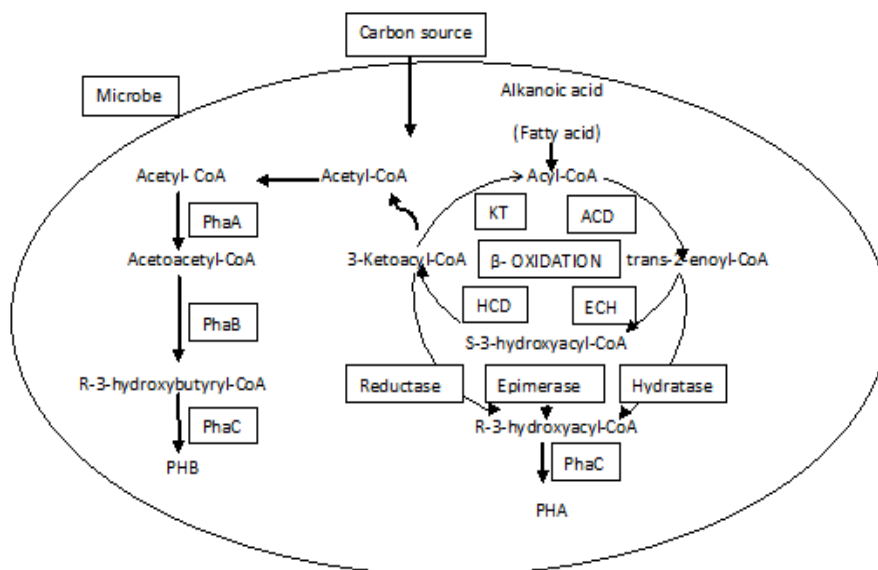 Carbon source
Microbe
Alkanoic acid
(Fatty acid)
Acetyl- CoA
Acetyl-CoA
Acyl-CoA
PhaA
KT
ACD
Acetoacetyl-CoA
3-Ketoacyl-CoA
β- OXIDATION
trans-2-enoyl-CoA
PhaB
HCD
ECH
S-3-hydroxyacyl-CoA
R-3-hydroxybutyryl-CoA
Reductase
Epimerase
Hydratase
PhaC
R-3-hydroxyacyl-CoA
PHB
PhaC
PHA